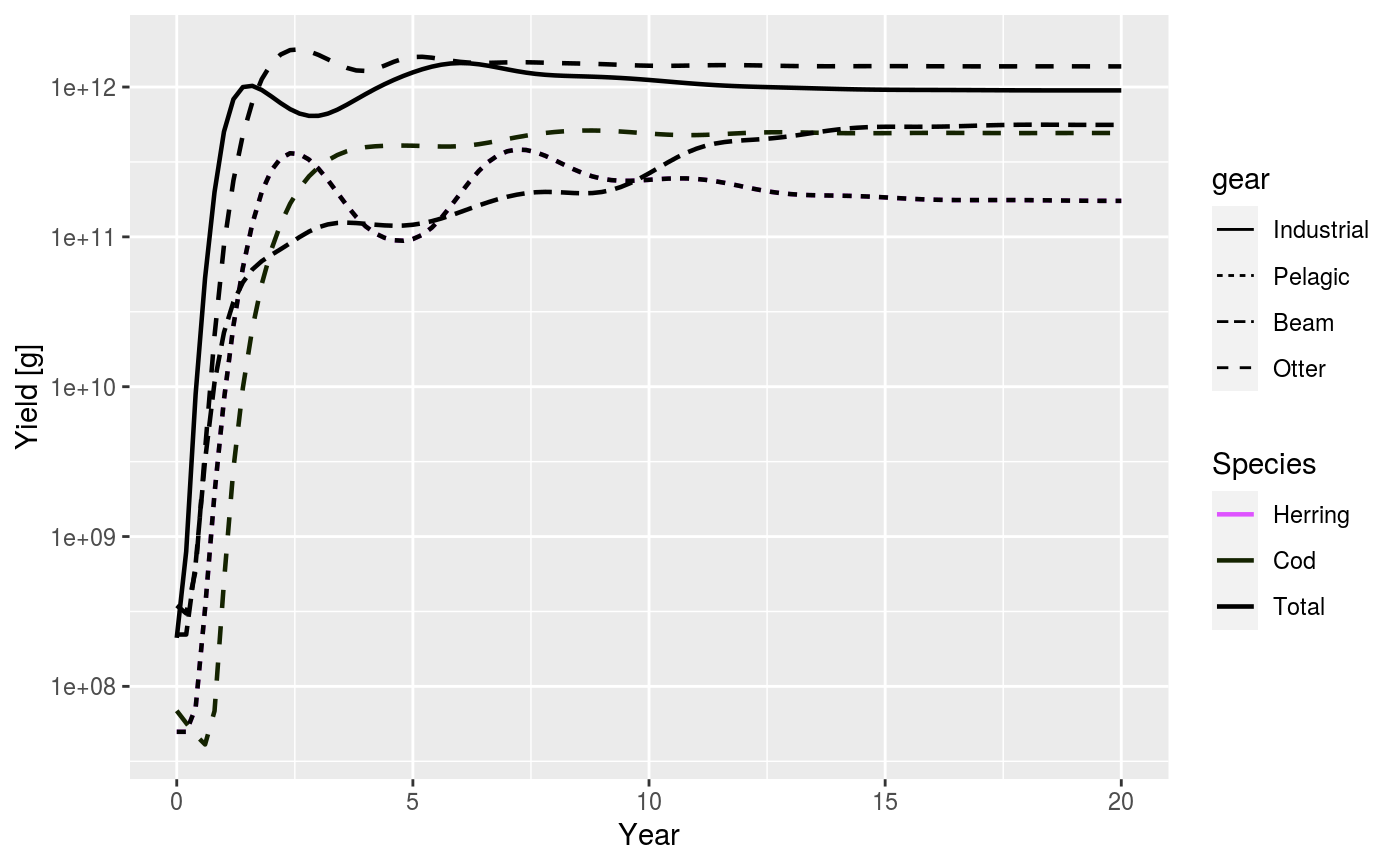 Yield [g]
1e+12
1e+11
1e+10
1e+09
1e+08
0 5 10 15 20
Year
gear
Industrial
Pelagic
Beam
Otter
Species
Herring
Cod
Total